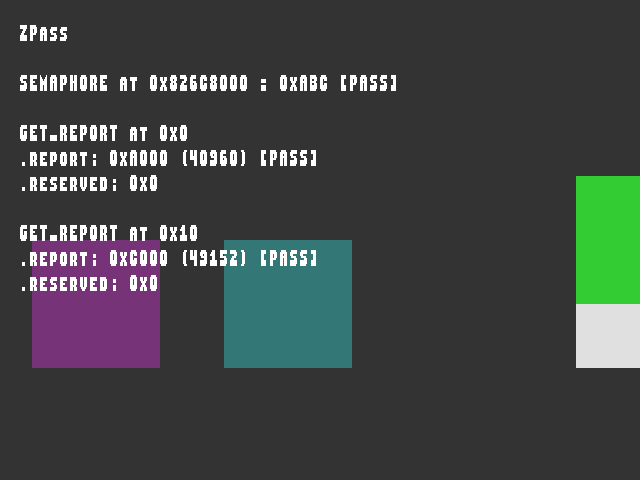 ZPass
SEMAPHORE at 0x826C8000 : 0xABC [PASS]
GET_REPORT at 0x0
.report: 0xA000 (40960) [PASS]
.reserved: 0x0
GET_REPORT at 0x10
.report: 0xC000 (49152) [PASS]
.reserved: 0x0